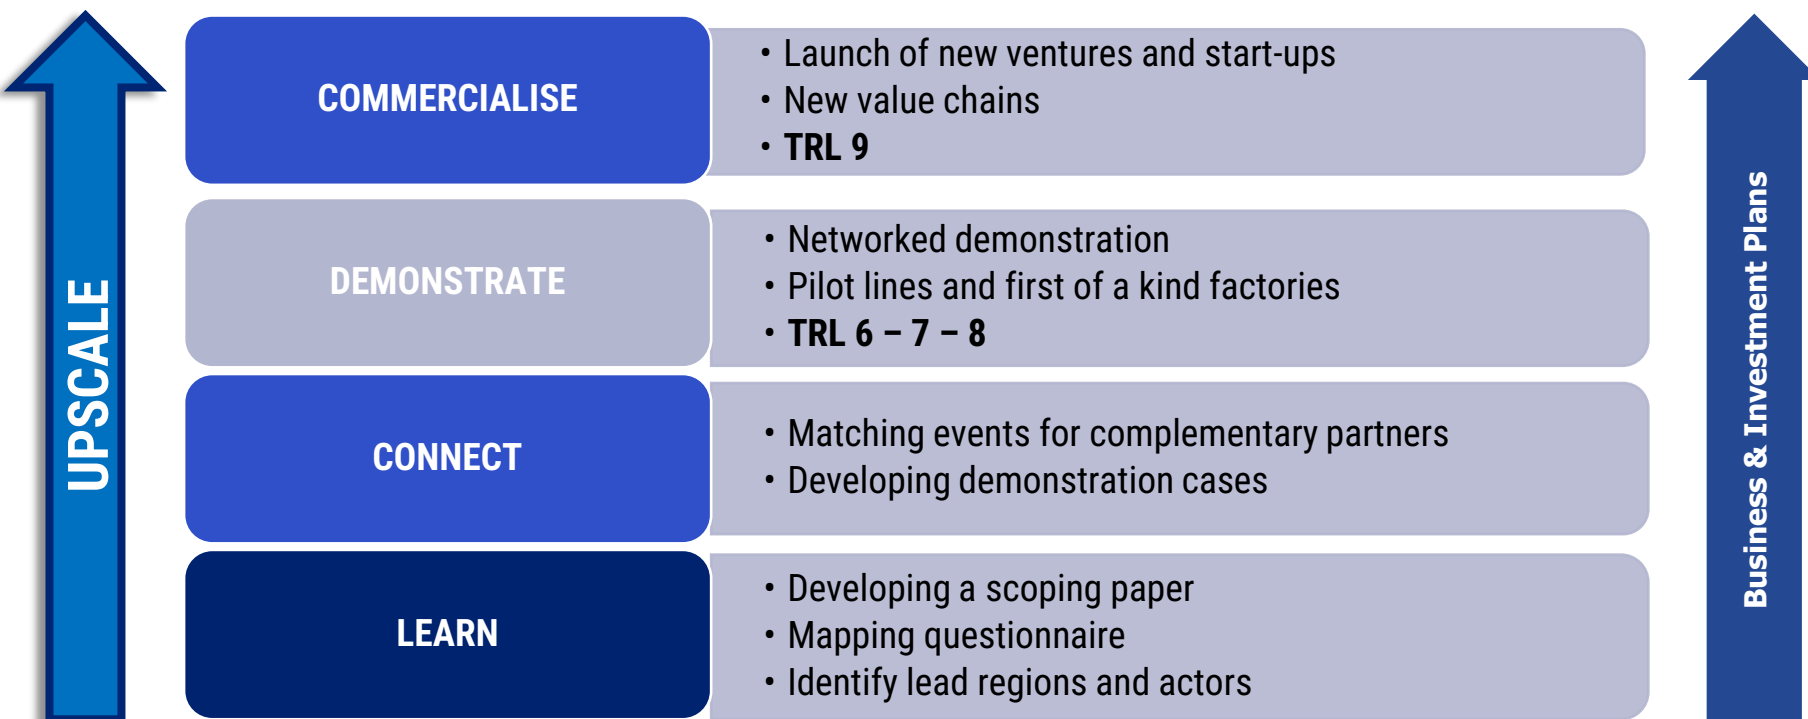 UPSCALE
COMMERCIALISE
• Launch of new ventures and start-ups
• New value chains
• TRL 9
DEMONSTRATE
• Networked demonstration
• Pilot lines and first of a kind factories
• TRL 6 – 7 – 8
CONNECT
• Matching events for complementary partners
• Developing demonstration cases
LEARN
• Developing a scoping paper
• Mapping questionnaire
• Identify lead regions and actors
Business & Investment Plans